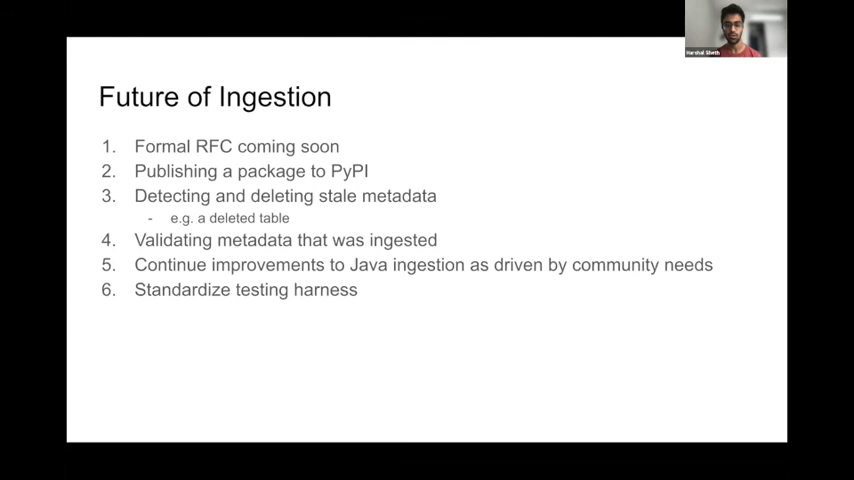 Harshal Sheth
Future of Ingestion
1. Formal RFC coming soon
2. Publishing a package to PyPI
3. Detecting and deleting stale metadata
- e.g. a deleted table
4. Validating metadata that was ingested
5. Continue improvements to Java ingestion as driven by community needs
6. Standardize testing harness